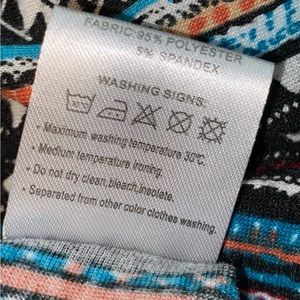 FABRIC:95% POLYESTER
5% SPANDEX
WASHING SIGNS:
• Maximum washing temperature 30℃.
• Medium temperature ironing.
• Do not dry clean,bleach,insolate.
• Separated from other color clothes washing.